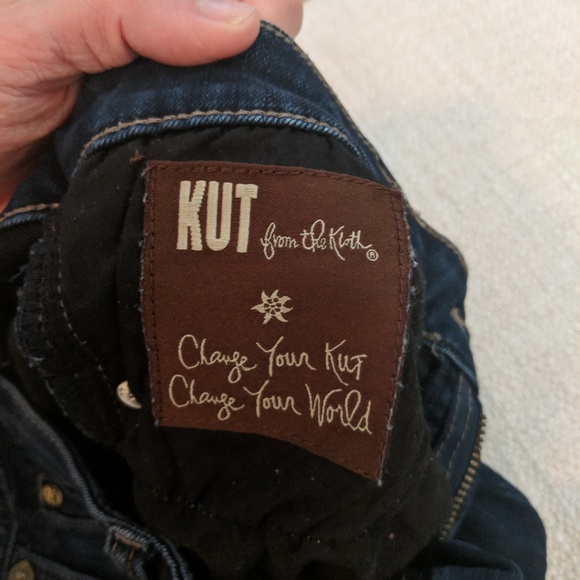 KUT from the Kloth®
Change Your Kut
Change Your World